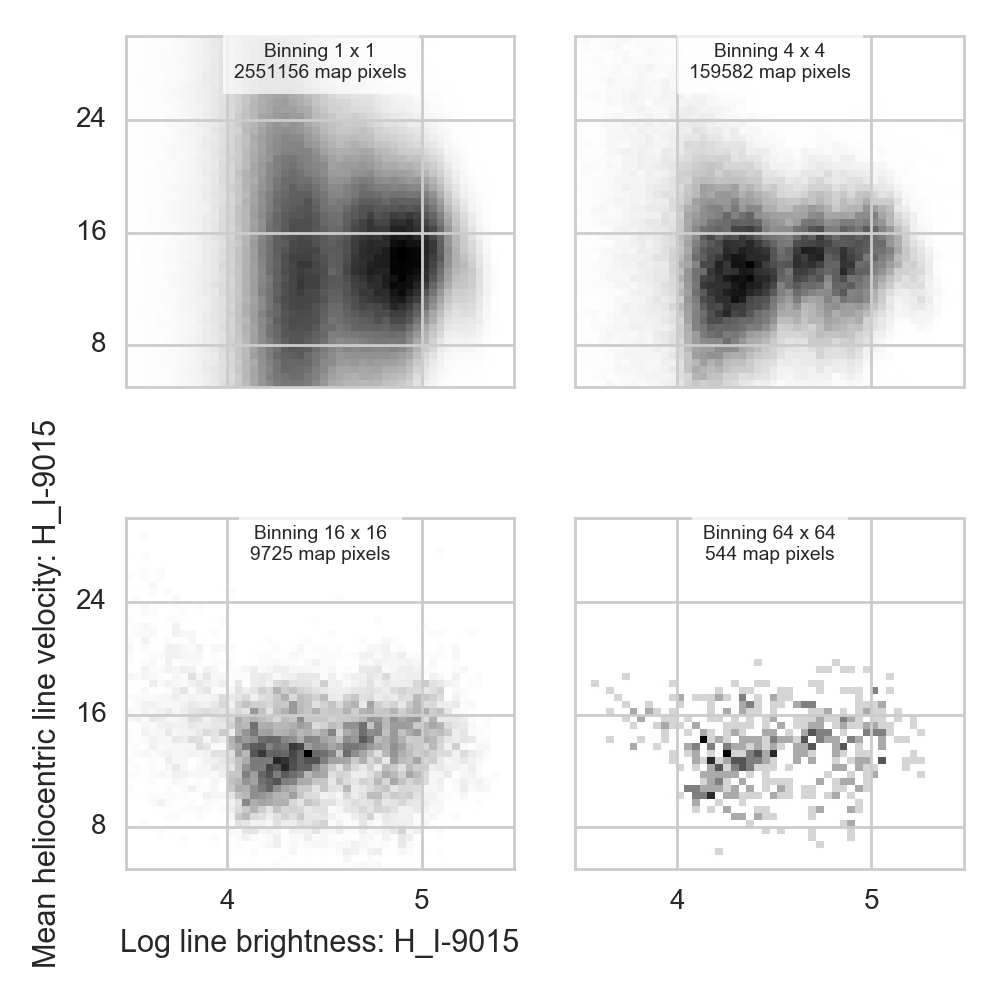 Binning 1 x 1
2551156 map pixels
Binning 4 x 4
159582 map pixels
24
16
8
Mean heliocentric line velocity: H_I-9015
Binning 16 x 16
9725 map pixels
Binning 64 x 64
544 map pixels
24
16
8
4
5
4
5
Log line brightness: H_I-9015